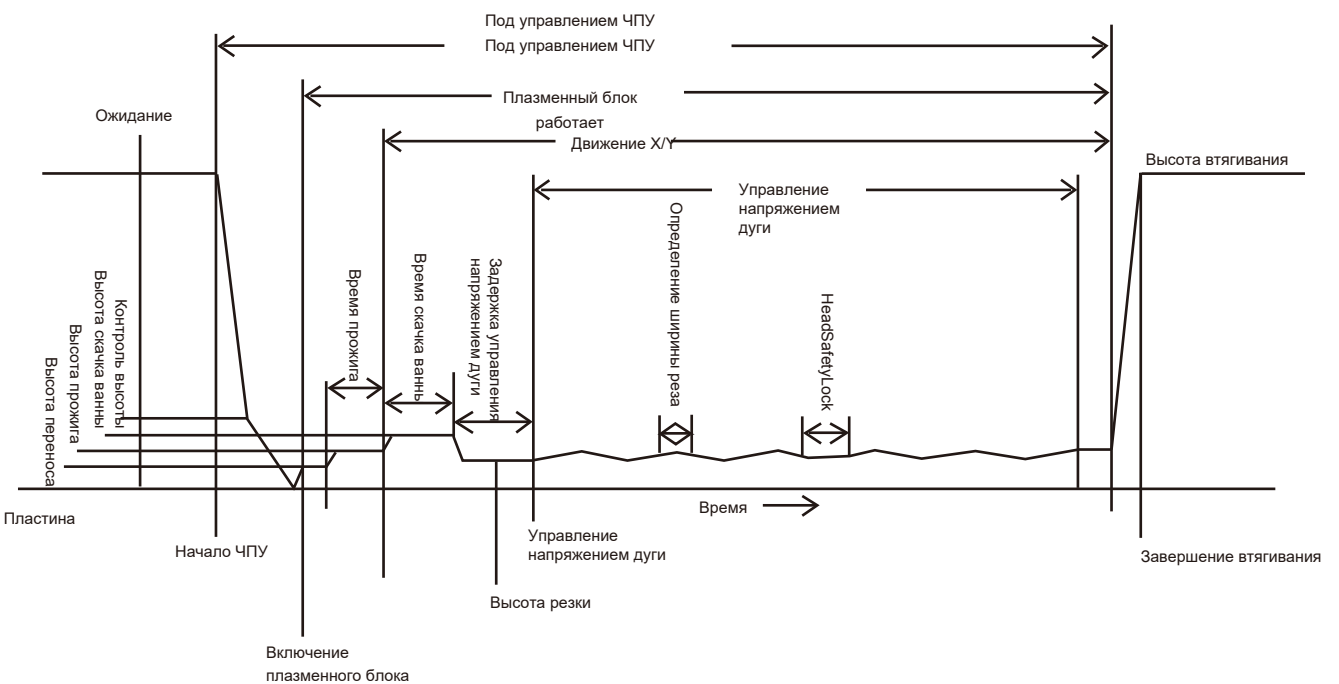 Под управлением ЧПУ
Под управлением ЧПУ
Плазменный блок
работает
Движение X/Y
Ожидание
Высота втягивания
Управление
напряжением
дуги
Определение ширины реза
HeadSafetyLock
Задержка управления
напряжением дуги
Время скачка ванны
Время прожига
Контроль высоты
Высота скачка ванны
Высота прожига
Высота переноса
Пластина
Время
Начало ЧПУ
Управление
напряжением дуги
Завершение втягивания
Высота резки
Включение
плазменного блока